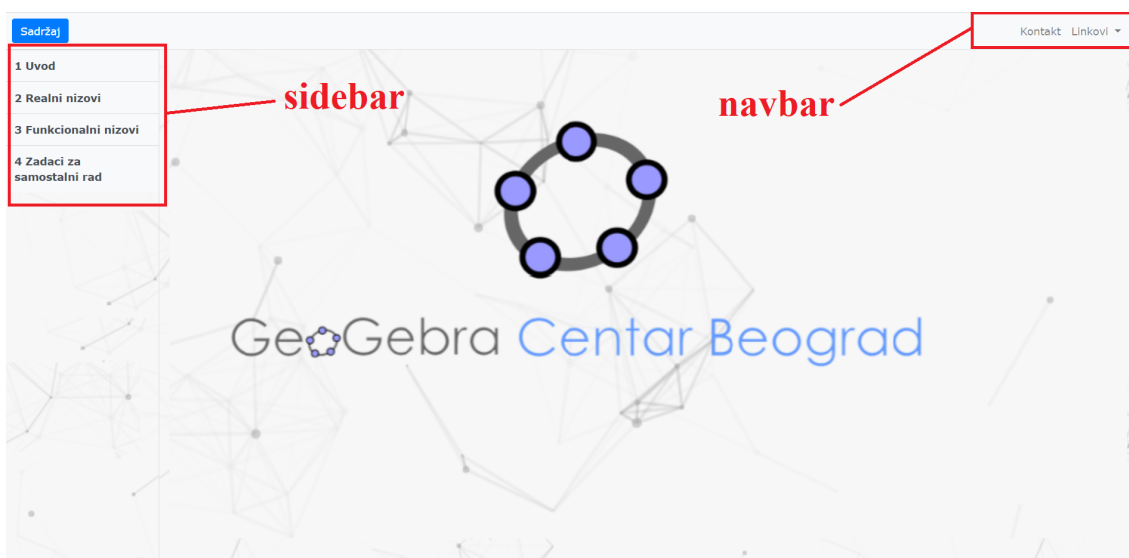 Sadržaj
Kontakt Linkovi
1 Uvod
2 Realni nizovi
3 Funkcionalni nizovi
4 Zadaci za
samostalni rad
sidebar
navbar
GeoGebra Centar Beograd